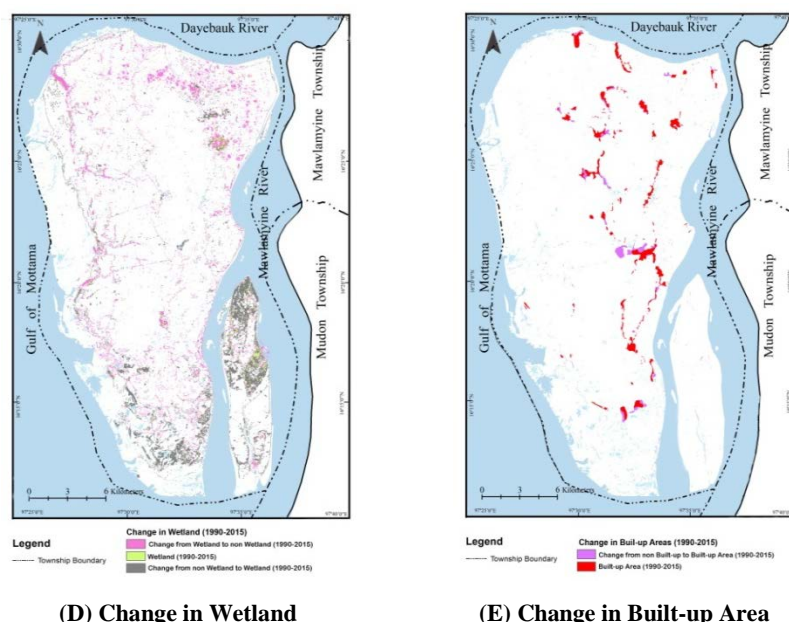 N
Dayebauk River
Mawlamyine Township
Mawlamyine River
Gulf of Mottama
Mudon Township
0 3 6 Kilometers
Legend
Township Boundary
Change in Wetland (1990-2015)
Change from Wetland to non Wetland (1990-2015)
Wetland (1990-2015)
Change from non Wetland to Wetland (1990-2015)
(D) Change in Wetland
N
Dayebauk River
Mawlamyine Township
Mawlamyine River
Gulf of Mottama
Mudon Township
0 3 6 Kilometers
Legend
Township Boundary
Change in Built-up Areas (1990-2015)
Change from non Built-up to Built-up Area (1990-2015)
Built-up Area (1990-2015)
(E) Change in Built-up Area